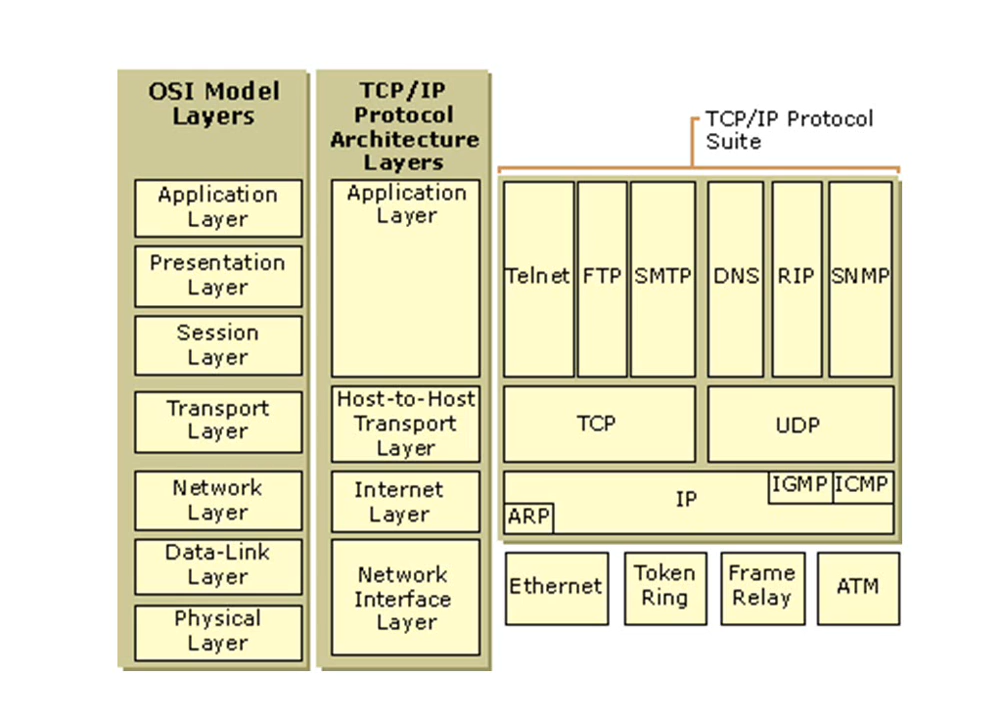 OSI Model
Layers
Application
Layer
Presentation
Layer
Session
Layer
Transport
Layer
Network
Layer
Data-Link
Layer
Physical
Layer
TCP/IP
Protocol
Architecture
Layers
Application
Layer
Host-to-Host
Transport
Layer
Internet
Layer
Network
Interface
Layer
TCP/IP Protocol
Suite
Telnet
FTP
SMTP
DNS
RIP
SNMP
TCP
UDP
IP
IGMP
ICMP
ARP
Ethernet
Token
Ring
Frame
Relay
ATM